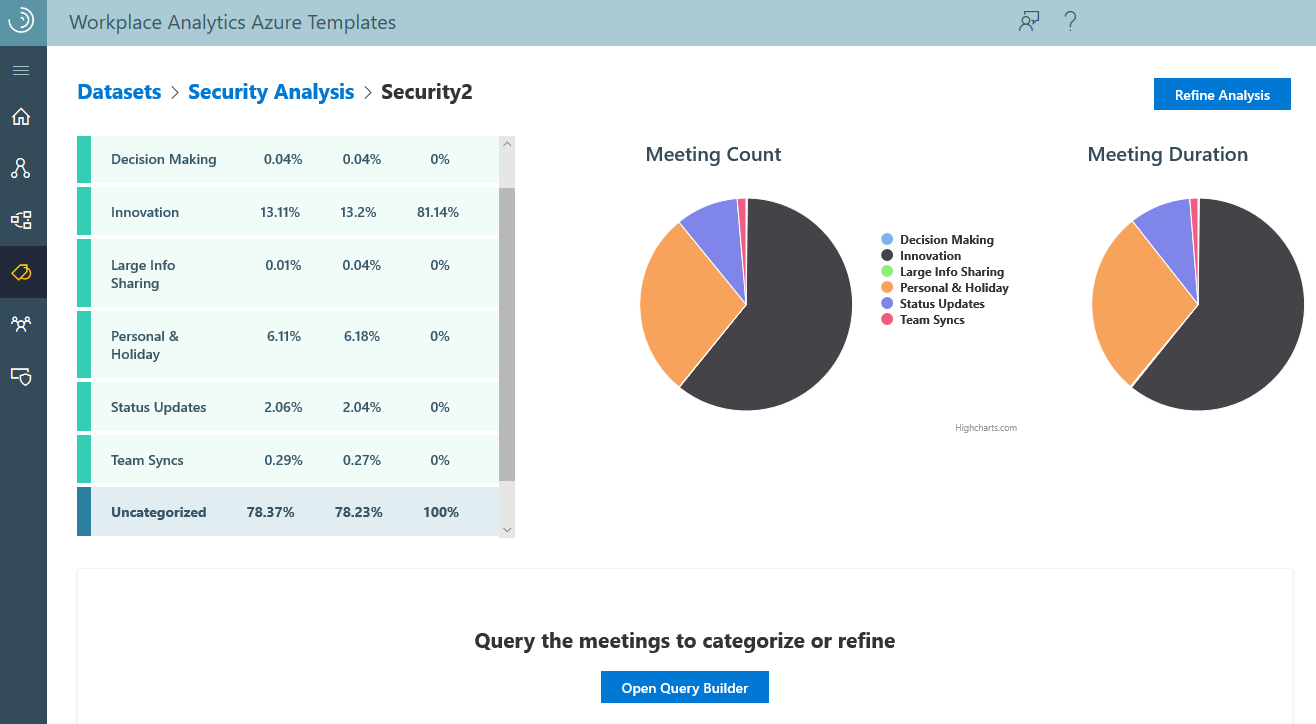 Workplace Analytics Azure Templates
?
Datasets > Security Analysis > Security2
Refine Analysis
Decision Making 0.04% 0.04% 0%
Innovation 13.11% 13.2% 81.14%
Large Info
Sharing
0.01% 0.04% 0%
Personal &
Holiday
6.11% 6.18% 0%
Status Updates 2.06% 2.04% 0%
Team Syncs 0.29% 0.27% 0%
Uncategorized 78.37% 78.23% 100%
Meeting Count
Decision Making
Innovation
Large Info Sharing
Personal & Holiday
Status Updates
Team Syncs
Highcharts.com
Meeting Duration
Query the meetings to categorize or refine
Open Query Builder